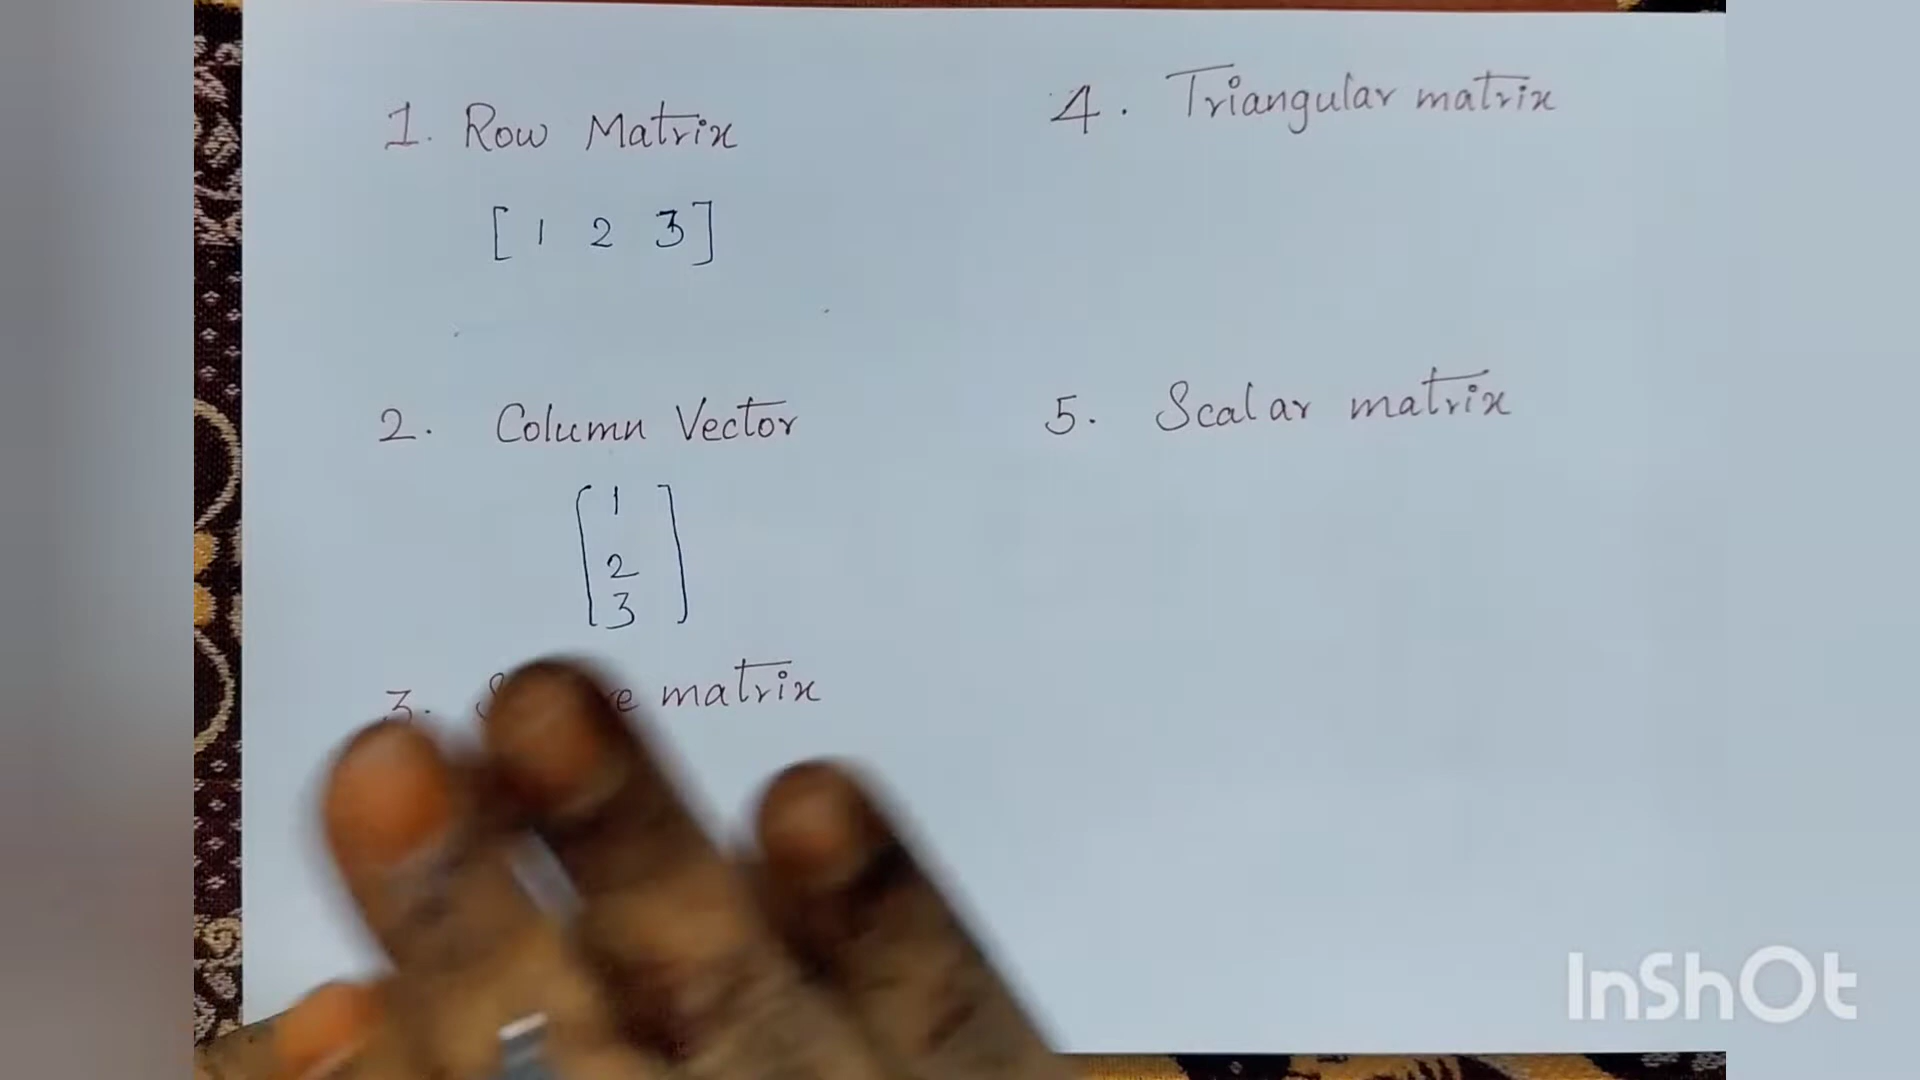 1. Row Matrix
[ 1 2 3 ]
2. Column Vector
[ 1
2
3 ]
3. matrix
4. Triangular matrix
5. Scalar matrix
InShOt